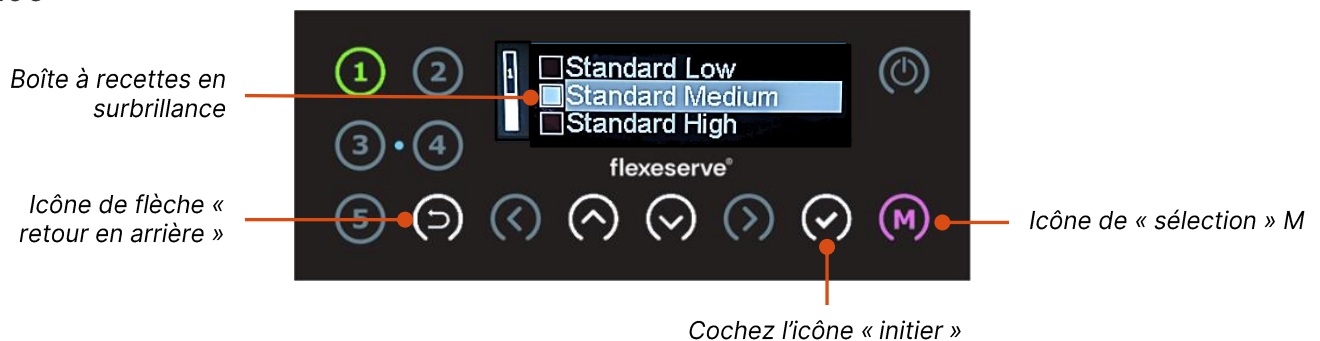 Boîte à recettes en
surbrillance
Icône de flèche «
retour en arrière »
1 2
3 4
5
1
Standard Low
Standard Medium
Standard High
flexeserve®
M
Icône de « sélection » M
Cochez l’icône « initier »